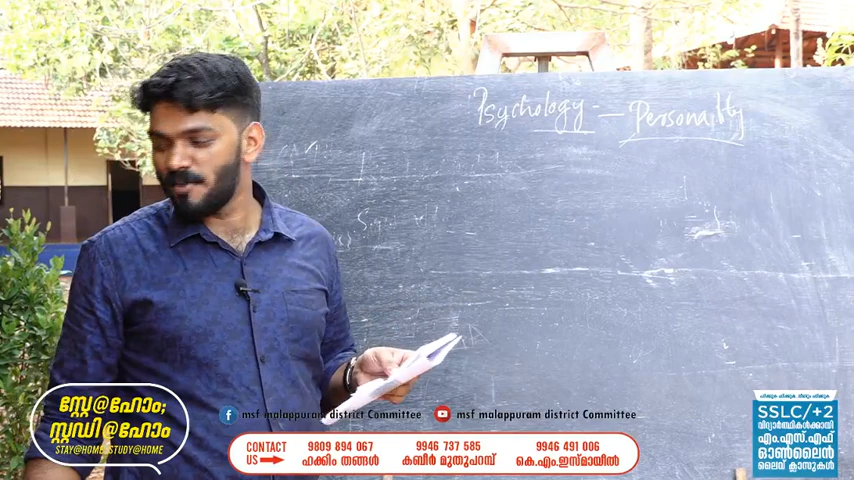 Psychology - Personality
സ്റ്റേ@ഹോം;
സ്റ്റഡി@ഹോം
STAY@HOME; STUDY@HOME
msf malappuram district Committee
msf malappuram district Committee
CONTACT US
9809 894 067
ഹക്കിം തങ്ങൾ
9946 737 585
കബീർ മുതുപറമ്പ്
9946 491 006
കെ.എം.ഇസ്മായീൽ
SSLC/+2
വിദ്യാർത്ഥികൾക്കായി
എം.എസ്.എഫ്
ഓൺലൈൻ
ലൈവ് ക്ലാസുകൾ